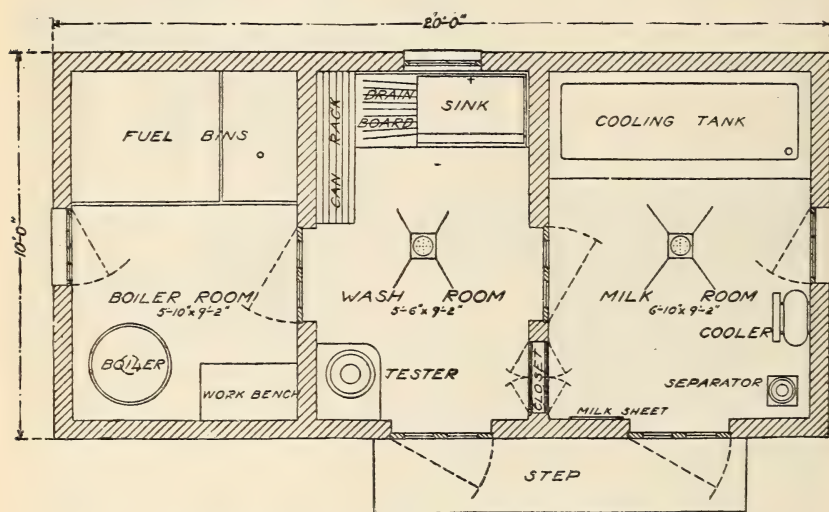 20'-0"
10'-0"
FUEL BINS
CAN RACK
DRAIN
BOARD
SINK
COOLING TANK
BOILER ROOM
5'-10" x 9'-2"
WASH ROOM
5'-6" x 9'-2"
MILK ROOM
6'-10" x 9'-2"
COOLER
BOILER
WORK BENCH
TESTER
CLOSET
SEPARATOR
MILK SHEET
STEP